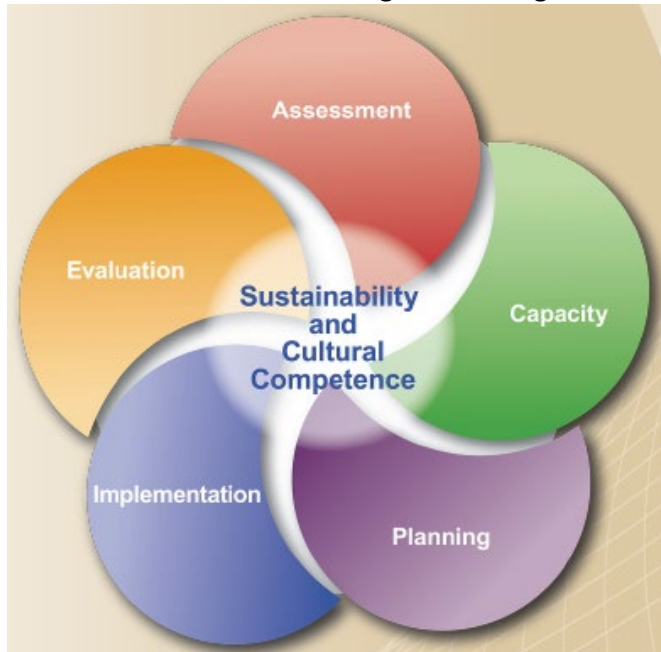 Assessment
Capacity
Planning
Implementation
Evaluation
Sustainability
and
Cultural
Competence